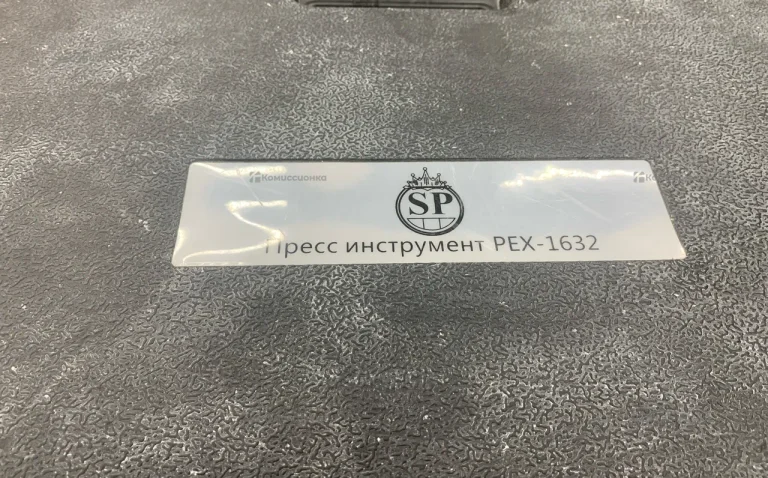 Комиссионка
SP
Пресс инструмент PEX-1632